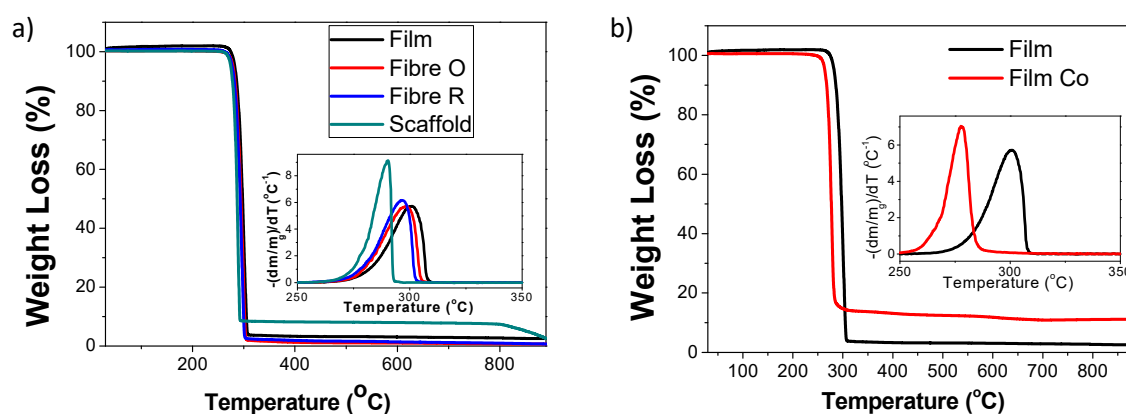 a)
Weight Loss (%)
100
80
60
40
20
0
200
400
600
800
Temperature (°C)
Film
Fibre O
Fibre R
Scaffold
-(dm/mg)/dT (°C⁻¹)
8
6
4
2
0
250
300
350
Temperature (°C)
b)
Weight Loss (%)
100
80
60
40
20
0
100
200
300
400
500
600
700
800
Temperature (°C)
Film
Film Co
-(dm/mg)/dT (°C⁻¹)
6
4
2
0
250
300
350
Temperature (°C)